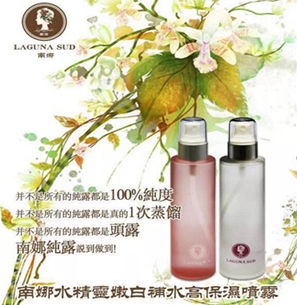 LAGUNA SUD
南娜
并不是所有的純露都是100%純度
并不是所有的純露都是真的1次蒸餾
并不是所有的純露都是頭露
南娜純露説到做到!
LAGUNA SUD
南娜水精靈嫩白補水高保濕噴霧